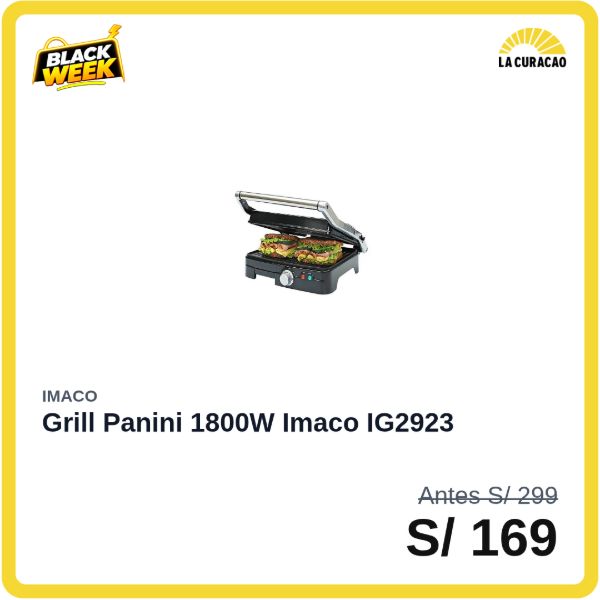 BLACK
WEEK
LA CURACAO
IMACO
Grill Panini 1800W Imaco IG2923
Antes S/ 299
S/ 169